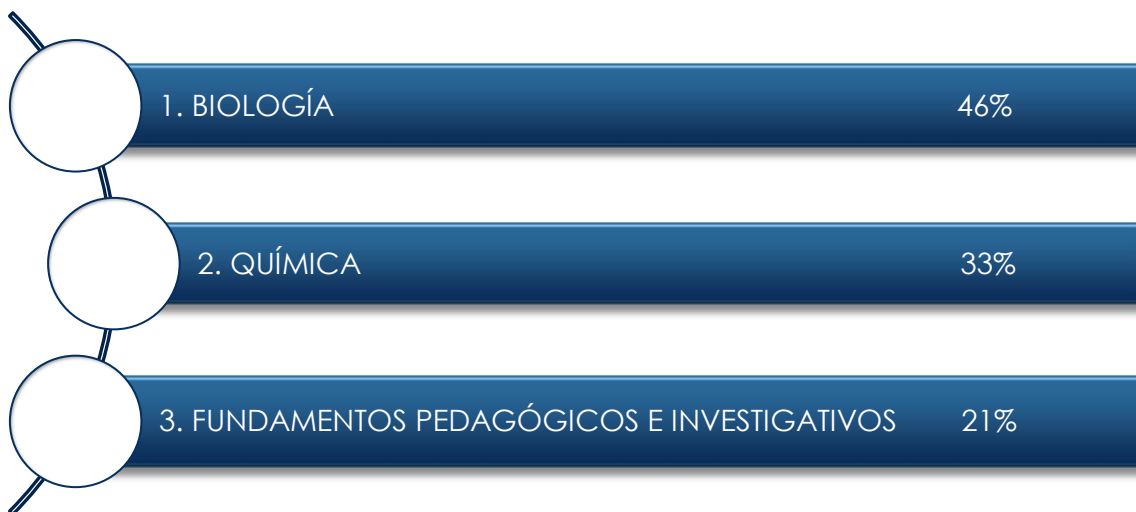 1. BIOLOGÍA 46%
2. QUÍMICA 33%
3. FUNDAMENTOS PEDAGÓGICOS E INVESTIGATIVOS 21%